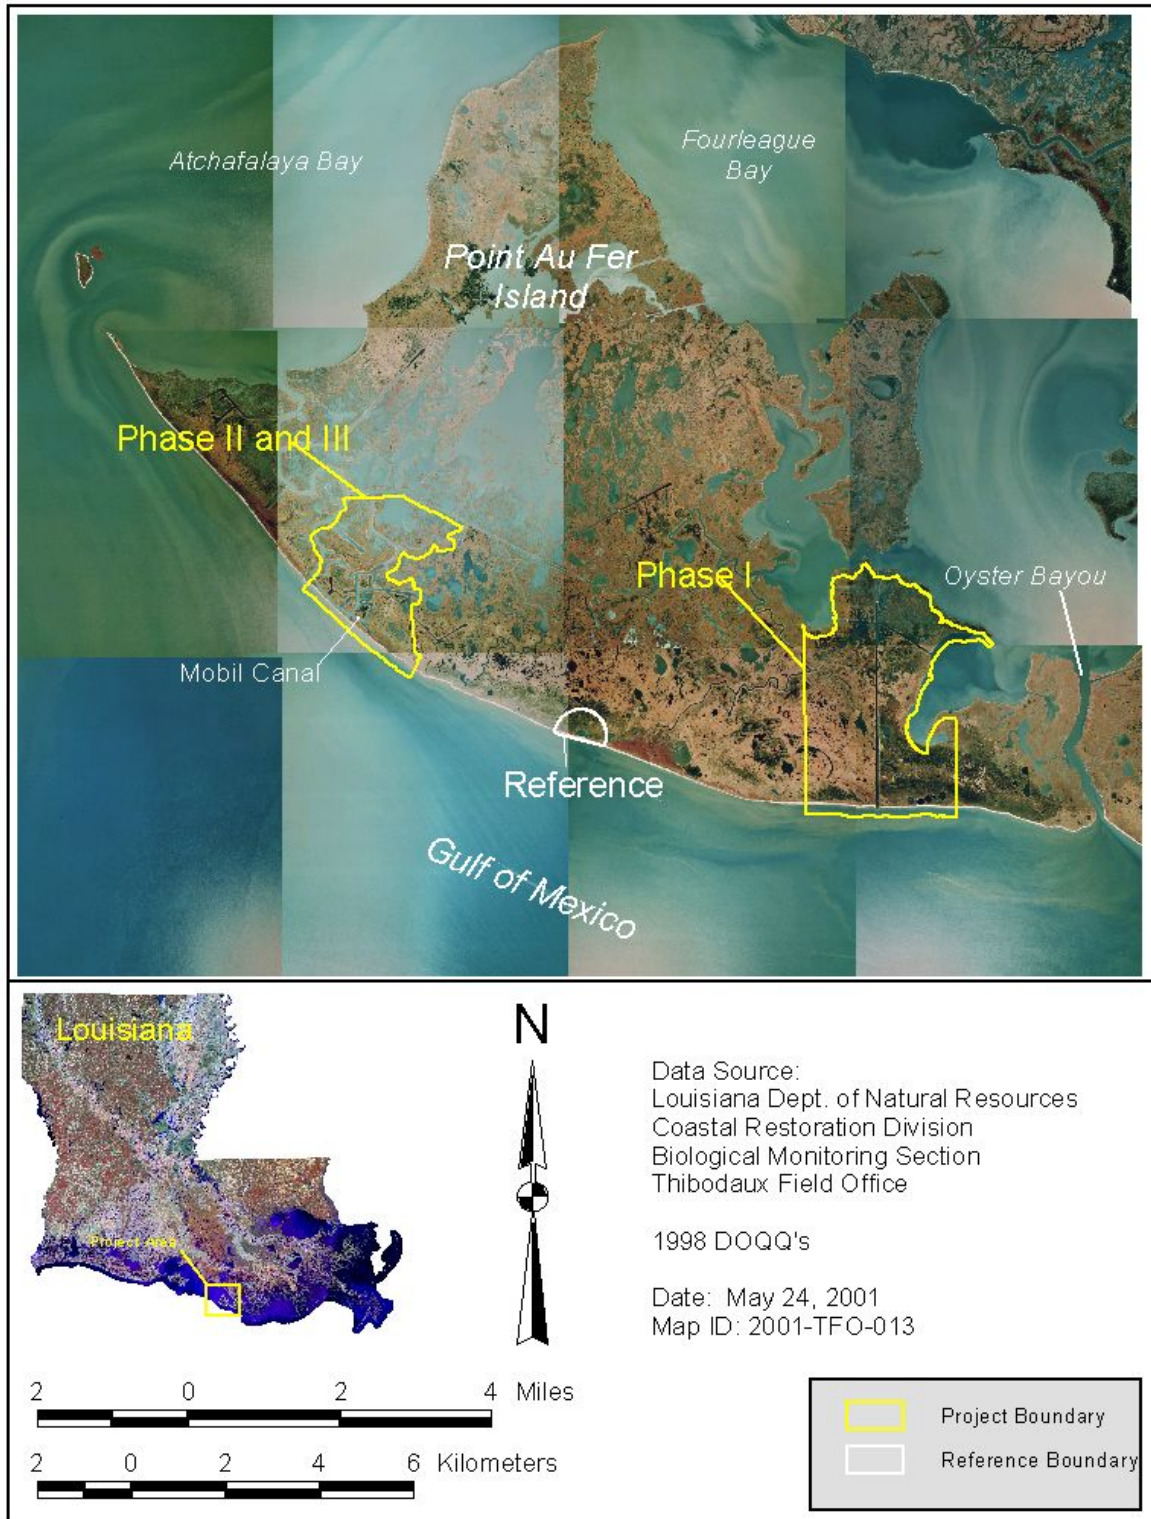 Atchafalaya Bay
Fourleague
Bay
Point Au Fer
Island
Phase II and III
Phase I
Oyster Bayou
Mobil Canal
Reference
Gulf of Mexico
Louisiana
Project Area
N
Data Source:
Louisiana Dept. of Natural Resources
Coastal Restoration Division
Biological Monitoring Section
Thibodaux Field Office
1998 DOQQ's
Date: May 24, 2001
Map ID: 2001-TFO-013
2 0 2 4 Miles
2 0 2 4 6 Kilometers
Project Boundary
Reference Boundary